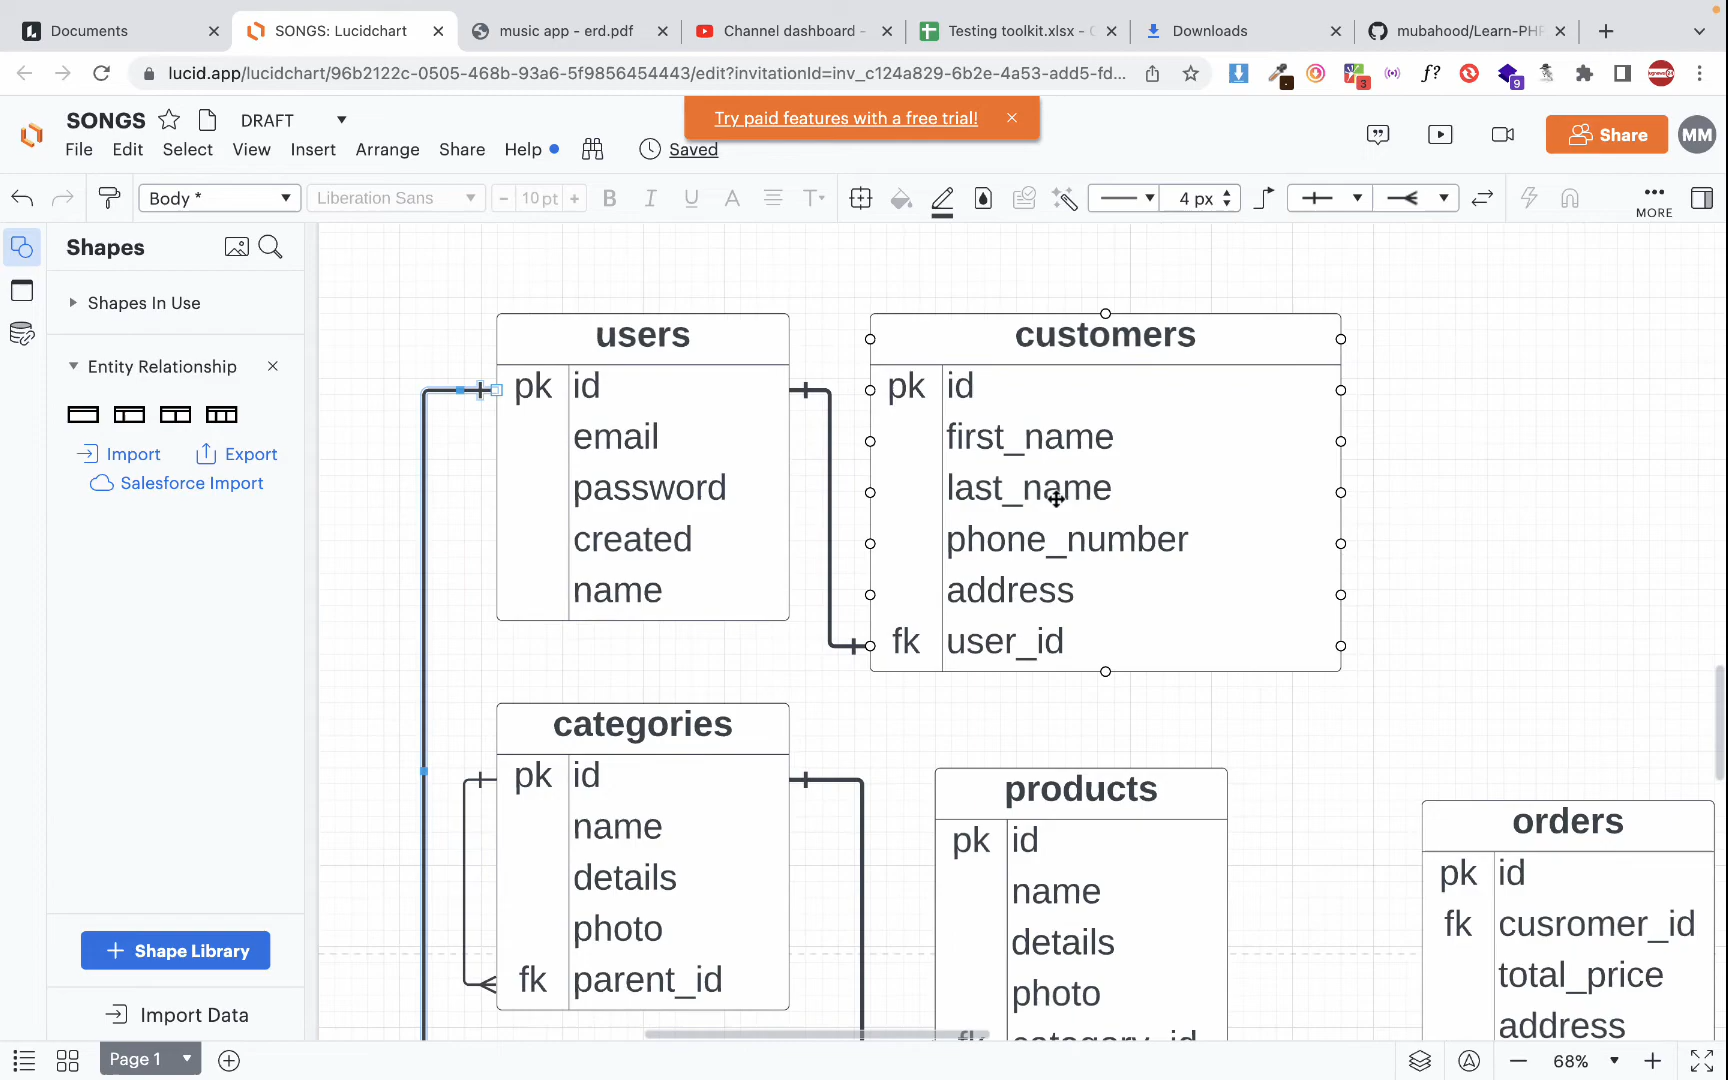 Documents
SONGS: Lucidchart
music app - erd.pdf
Channel dashboard -
Testing toolkit.xlsx -
Downloads
mubahood/Learn-PHP
lucid.app/lucidchart/96b2122c-0505-468b-93a6-5f9856454443/edit?invitationId=inv_c124a829-6b2e-4a53-add5-fd...
3
f?
9
SONGS
DRAFT
Try paid features with a free trial!
File Edit Select View Insert Arrange Share Help
Saved
Share
MM
Body *
Liberation Sans
- 10 pt +
B I U A T
4 px
MORE
Shapes
Shapes In Use
Entity Relationship
Import
Export
Salesforce Import
+ Shape Library
Import Data
users
pk id
email
password
created
name
customers
pk id
first_name
last_name
phone_number
address
fk user_id
categories
pk id
name
details
photo
fk parent_id
products
pk id
name
details
photo
fk category_id
orders
pk id
fk cusromer_id
total_price
address
Page 1
68%